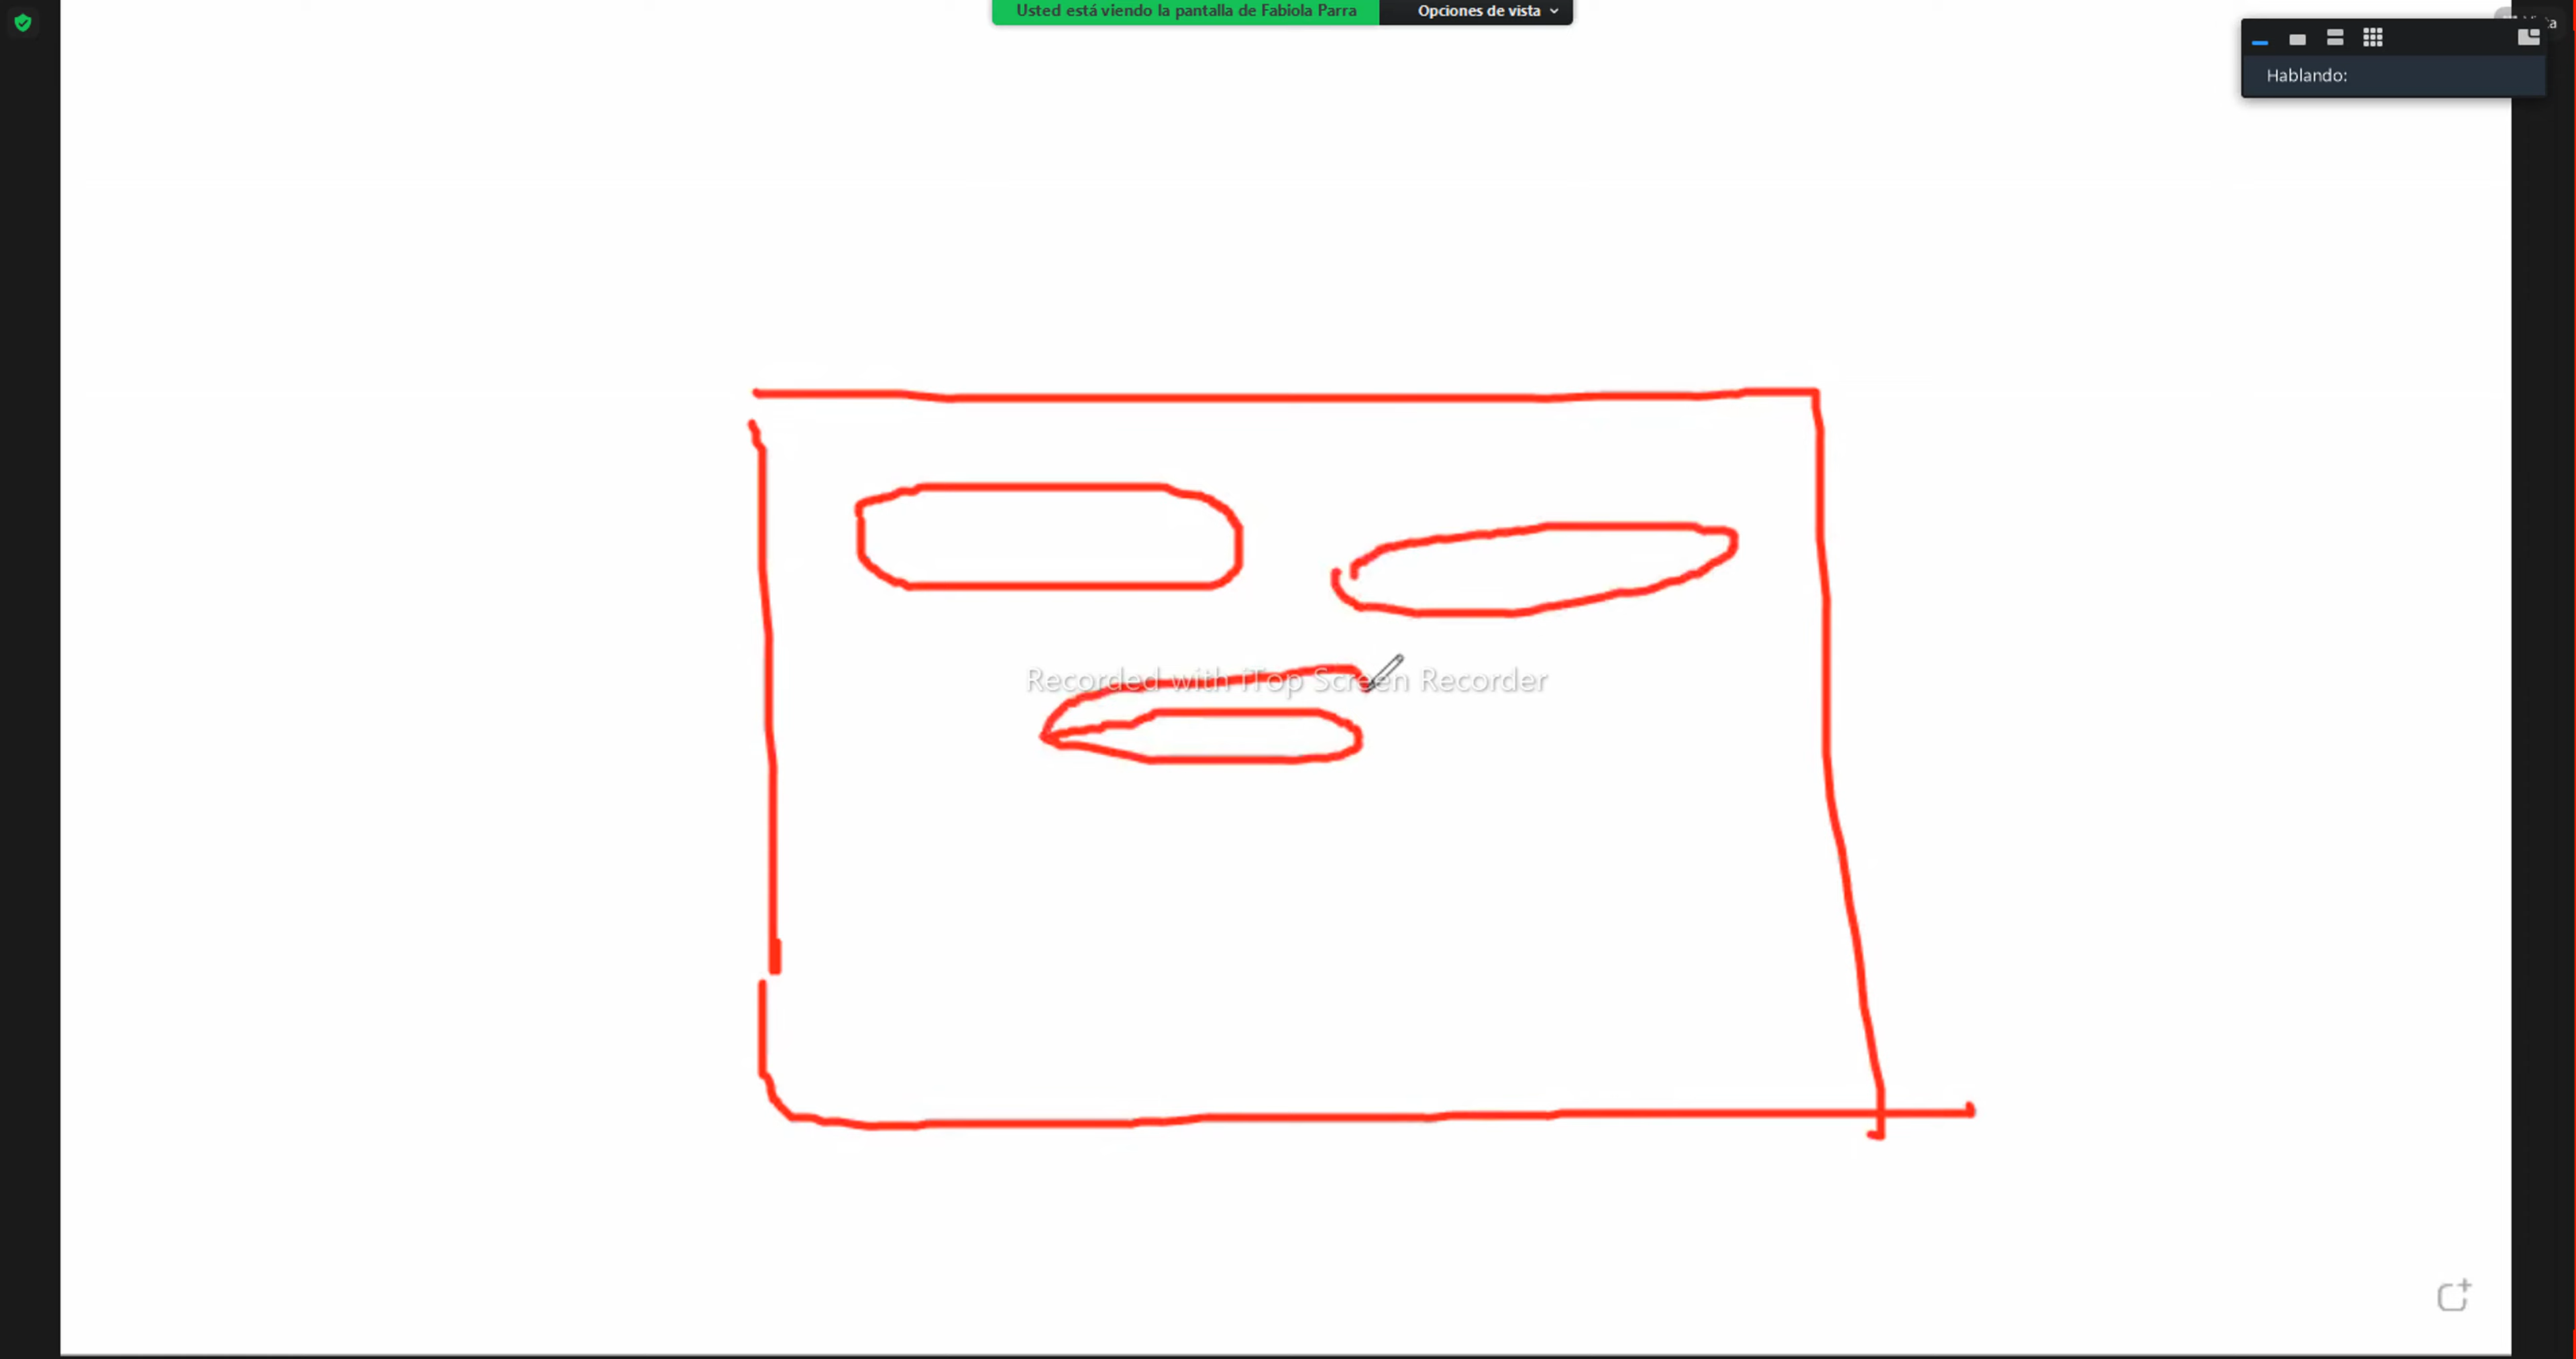 Usted está viendo la pantalla de Fabiola Parra
Opciones de vista
Hablando:
Recorded with iTop Screen Recorder